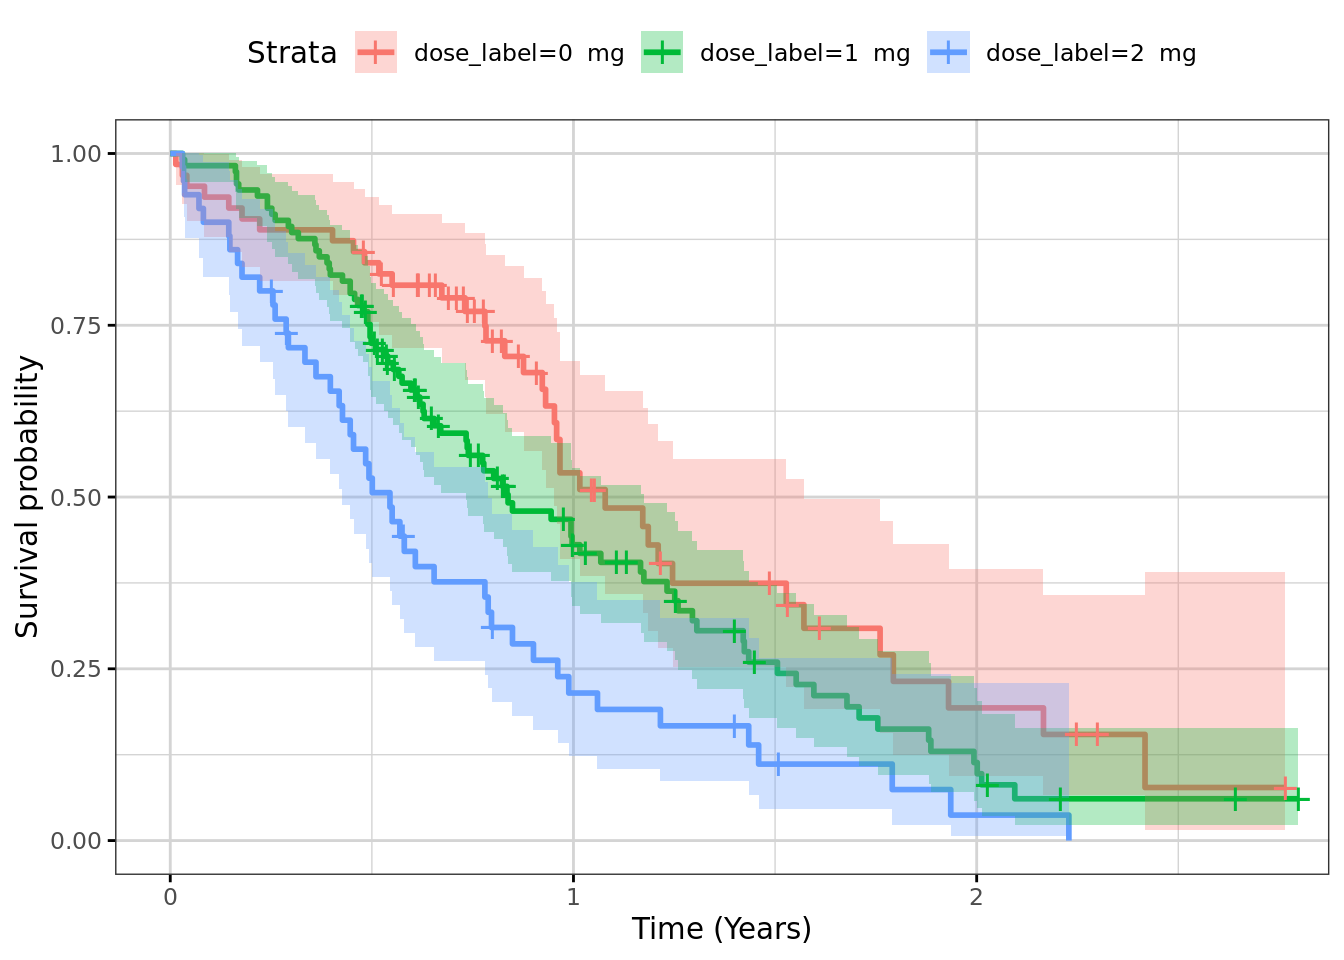 Strata dose_label=0  mg dose_label=1  mg dose_label=2  mg
1.00
0.75
0.50
0.25
0.00
Survival probability
0 1 2
Time (Years)